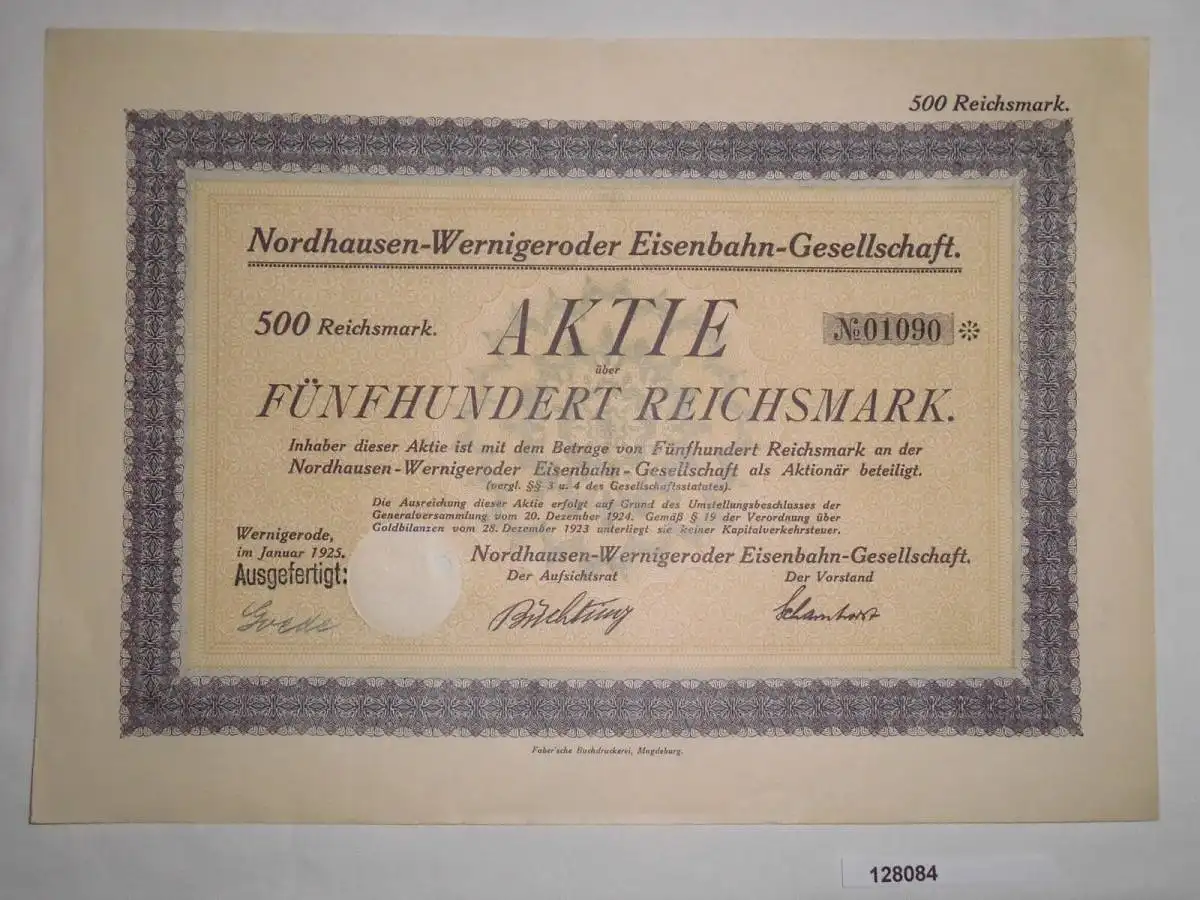 500 Reichsmark.
Nordhausen-Wernigeroder Eisenbahn-Gesellschaft.
500 Reichsmark.
AKTIE
№01090
über
FÜNFHUNDERT REICHSMARK.
Inhaber dieser Aktie ist mit dem Betrage von Fünfhundert Reichsmark an der
Nordhausen-Wernigeroder Eisenbahn-Gesellschaft als Aktionär beteiligt.
(vergl. §§ 3 u. 4 des Gesellschaftsstatutes).
Die Ausreichung dieser Aktie erfolgt auf Grund des Umstellungsbeschlusses der
Generalversammlung vom 20. Dezember 1924. Gemäß § 19 der Verordnung über
Goldbilanzen vom 28. Dezember 1923 unterliegt sie keiner Kapitalverkehrsteuer.
Wernigerode,
im Januar 1925.
Ausgefertigt:
Goede
Nordhausen-Wernigeroder Eisenbahn-Gesellschaft.
Der Aufsichtsrat
Der Vorstand
Büchtung
Scharnhorst
Faber'sche Buchdruckerei, Magdeburg.
128084